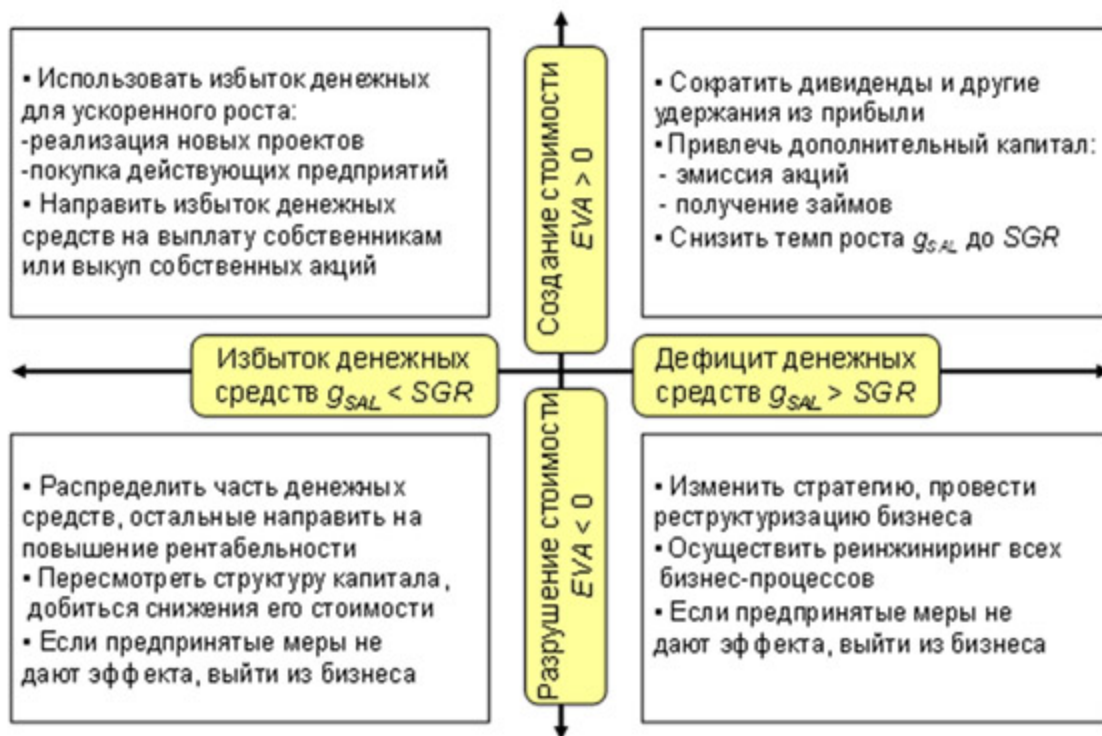 ▪ Использовать избыток денежных
для ускоренного роста:
-реализация новых проектов
-покупка действующих предприятий
▪ Направить избыток денежных
средств на выплату собственникам
или выкуп собственных акций
Создание стоимости
EVA > 0
▪ Сократить дивиденды и другие
удержания из прибыли
▪ Привлечь дополнительный капитал:
- эмиссия акций
- получение займов
▪ Снизить темп роста gSAL до SGR
Избыток денежных
средств gSAL < SGR
Дефицит денежных
средств gSAL > SGR
▪ Распределить часть денежных
средств, остальные направить на
повышение рентабельности
▪ Пересмотреть структуру капитала,
добиться снижения его стоимости
▪ Если предпринятые меры не
дают эффекта, выйти из бизнеса
Разрушение стоимости
EVA < 0
▪ Изменить стратегию, провести
реструктуризацию бизнеса
▪ Осуществить реинжиниринг всех
бизнес-процессов
▪ Если предпринятые меры не
дают эффекта, выйти из бизнеса